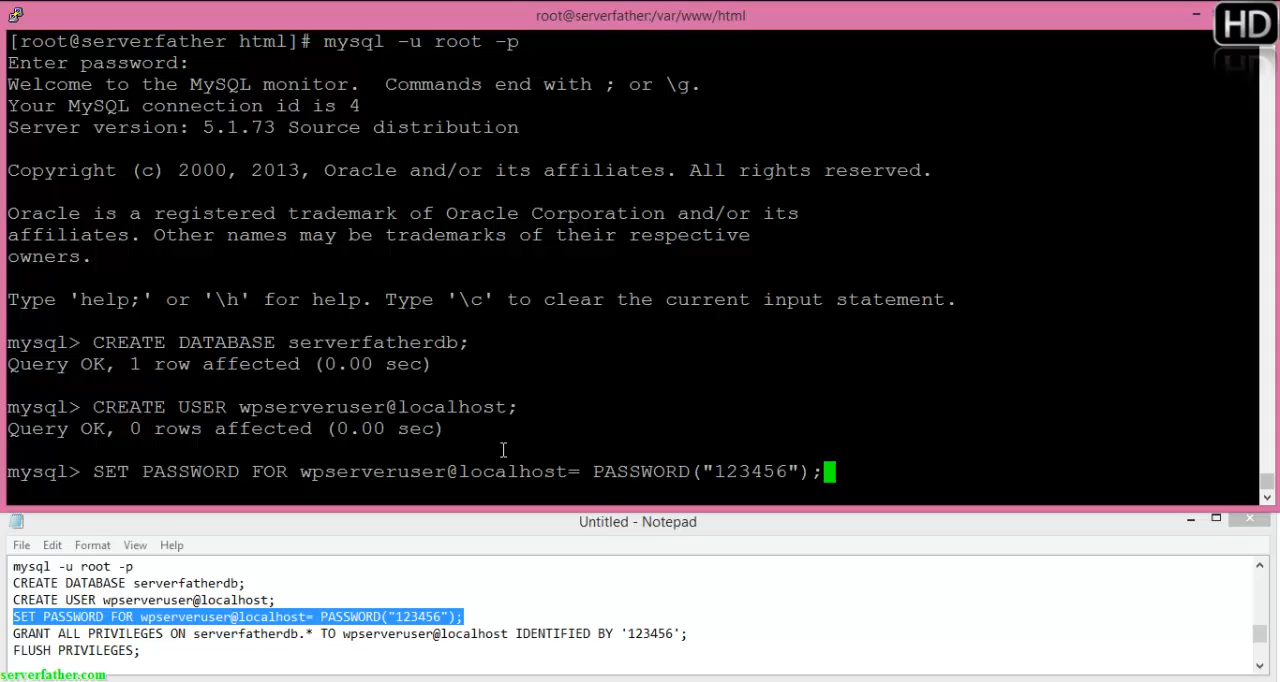 root@serverfather:/var/www/html
HD
[root@serverfather html]# mysql -u root -p
Enter password:
Welcome to the MySQL monitor.  Commands end with ; or \g.
Your MySQL connection id is 4
Server version: 5.1.73 Source distribution
Copyright (c) 2000, 2013, Oracle and/or its affiliates. All rights reserved.
Oracle is a registered trademark of Oracle Corporation and/or its
affiliates. Other names may be trademarks of their respective
owners.
Type 'help;' or '\h' for help. Type '\c' to clear the current input statement.
mysql> CREATE DATABASE serverfatherdb;
Query OK, 1 row affected (0.00 sec)
mysql> CREATE USER wpserveruser@localhost;
Query OK, 0 rows affected (0.00 sec)
mysql> SET PASSWORD FOR wpserveruser@localhost= PASSWORD("123456");
Untitled - Notepad
File Edit Format View Help
mysql -u root -p
CREATE DATABASE serverfatherdb;
CREATE USER wpserveruser@localhost;
SET PASSWORD FOR wpserveruser@localhost= PASSWORD("123456");
GRANT ALL PRIVILEGES ON serverfatherdb.* TO wpserveruser@localhost IDENTIFIED BY '123456';
FLUSH PRIVILEGES;
serverfather.com